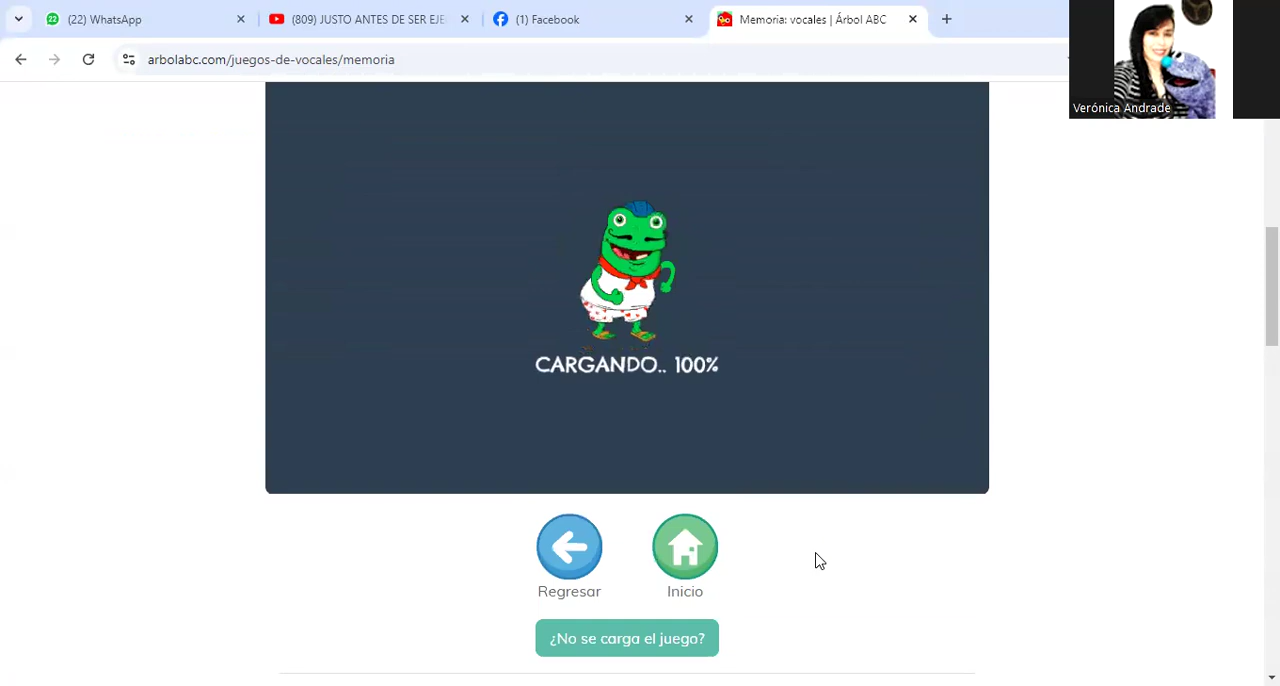 (22) WhatsApp
(809) JUSTO ANTES DE SER EJE
(1) Facebook
Memoria: vocales | Árbol ABC
arbolabc.com/juegos-de-vocales/memoria
Verónica Andrade
CARGANDO.. 100%
Regresar
Inicio
¿No se carga el juego?